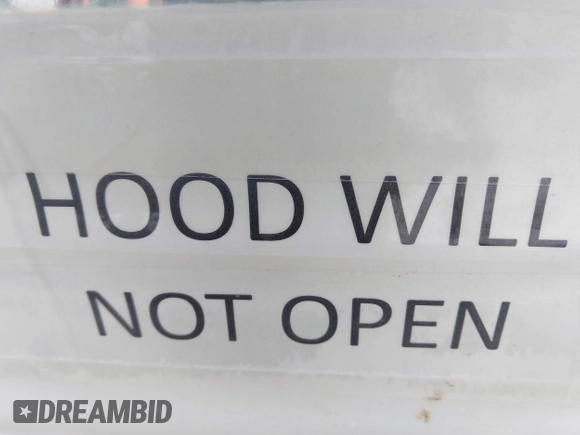 HOOD WILL
NOT OPEN
DREAMBID